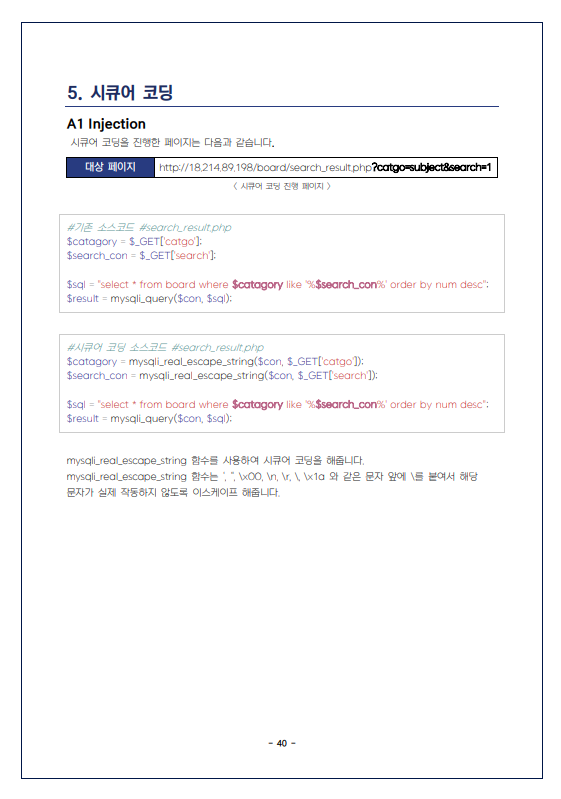 5. 시큐어 코딩
A1 Injection
시큐어 코딩을 진행한 페이지는 다음과 같습니다.
대상 페이지 http://18.214.89.198/board/search_result.php?catgo=subject&search=1
< 시큐어 코딩 진행 페이지 >
#기존 소스코드 #search_result.php
$catagory = $_GET['catgo'];
$search_con = $_GET['search'];
$sql = "select * from board where $catagory like '%$search_con%' order by num desc";
$result = mysqli_query($con, $sql);
#시큐어 코딩 소스코드 #search_result.php
$catagory = mysqli_real_escape_string($con, $_GET['catgo']);
$search_con = mysqli_real_escape_string($con, $_GET['search']);
$sql = "select * from board where $catagory like '%$search_con%' order by num desc";
$result = mysqli_query($con, $sql);
mysqli_real_escape_string 함수를 사용하여 시큐어 코딩을 해줍니다.
mysqli_real_escape_string 함수는 ', ", \x00, \n, \r, \, \x1a 와 같은 문자 앞에 \를 붙여서 해당
문자가 실제 작동하지 않도록 이스케이프 해줍니다.
- 40 -